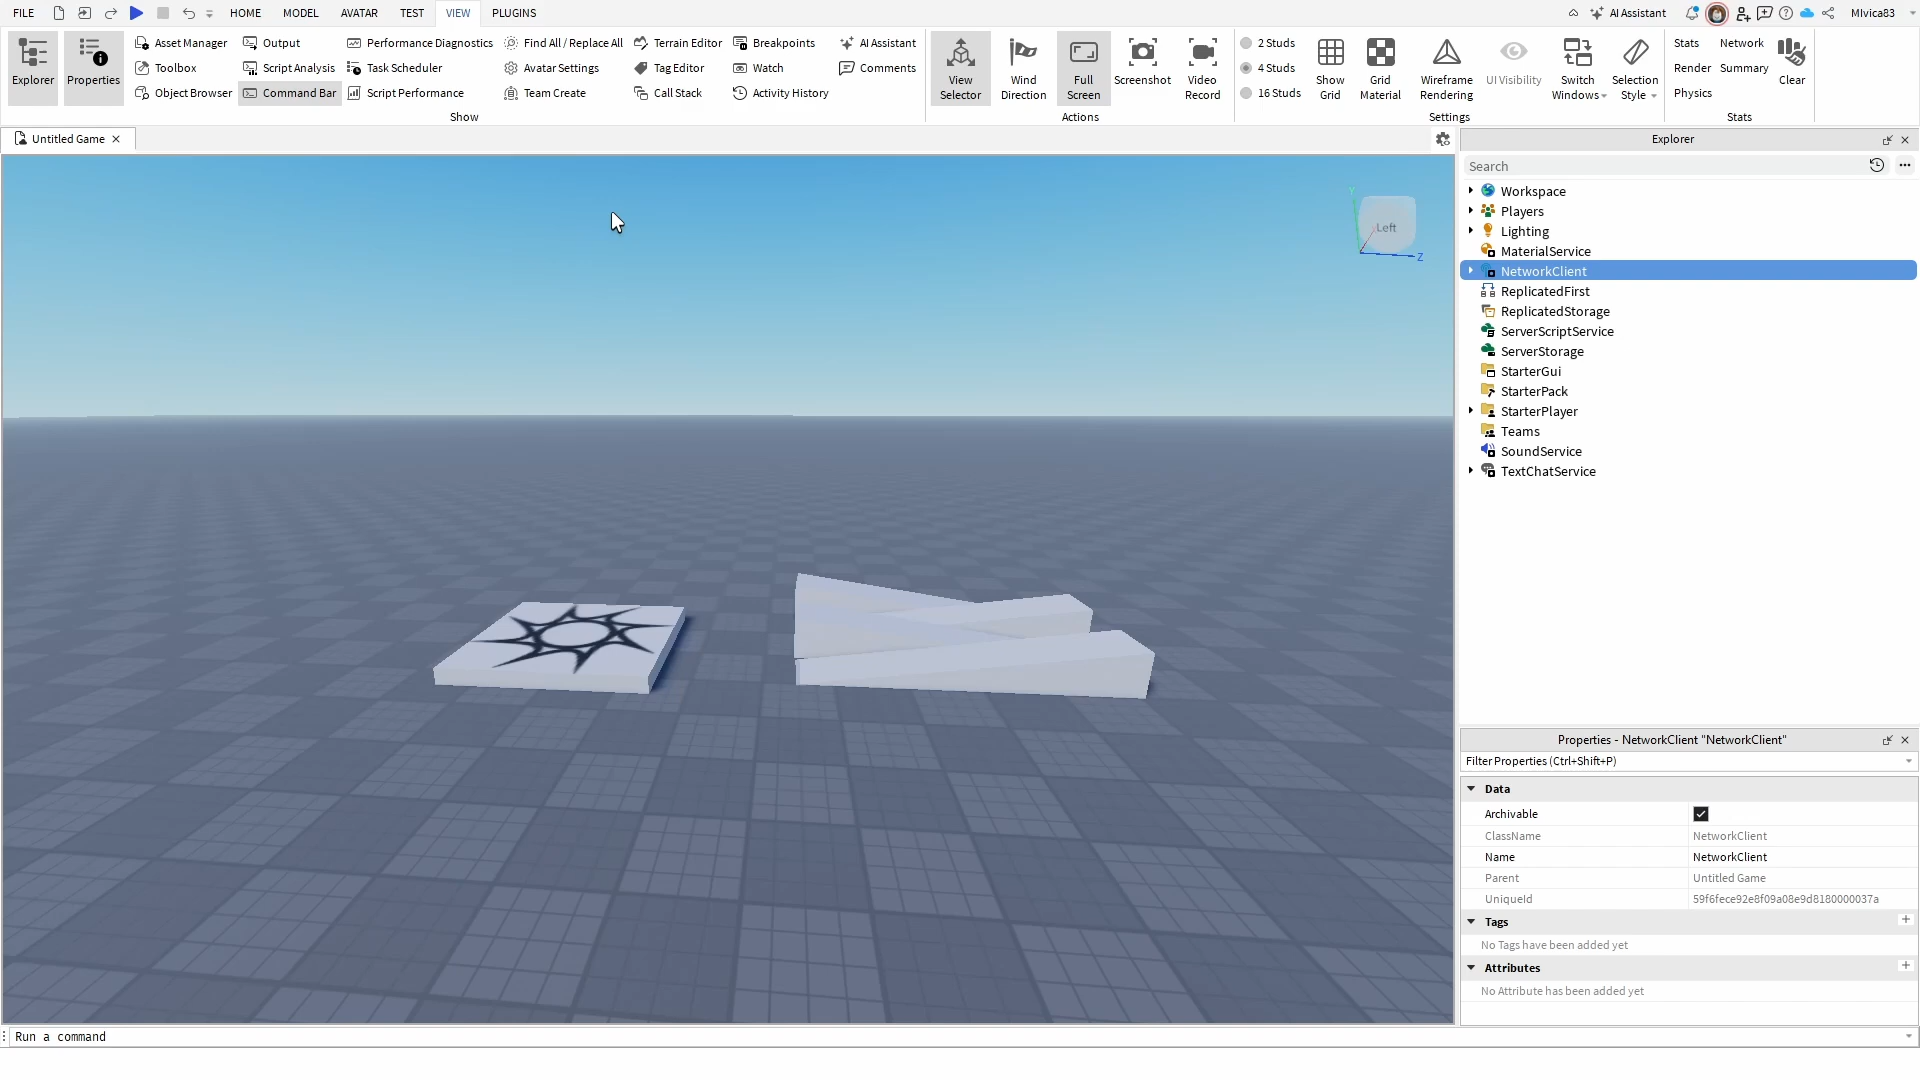 FILE HOME MODEL AVATAR TEST VIEW PLUGINS AI Assistant MIvica83
Explorer
Properties
Asset Manager
Toolbox
Object Browser
Output
Script Analysis
Command Bar
Performance Diagnostics
Task Scheduler
Script Performance
Find All / Replace All
Avatar Settings
Team Create
Terrain Editor
Tag Editor
Call Stack
Breakpoints
Watch
Activity History
AI Assistant
Comments
Show
View
Selector
Wind
Direction
Full
Screen
Screenshot
Video
Record
Actions
2 Studs
4 Studs
16 Studs
Show
Grid
Grid
Material
Wireframe
Rendering
UI Visibility
Switch
Windows
Selection
Style
Settings
Stats
Render
Physics
Network
Summary
Clear
Stats
Untitled Game
Y
Left
Z
Explorer
Search
Workspace
Players
Lighting
MaterialService
NetworkClient
ReplicatedFirst
ReplicatedStorage
ServerScriptService
ServerStorage
StarterGui
StarterPack
StarterPlayer
Teams
SoundService
TextChatService
Properties - NetworkClient "NetworkClient"
Filter Properties (Ctrl+Shift+P)
Data
Archivable
ClassName NetworkClient
Name NetworkClient
Parent Untitled Game
UniqueId 59f6fece92e8f09a08e9d8180000037a
Tags
No Tags have been added yet
Attributes
No Attribute has been added yet
Run a command